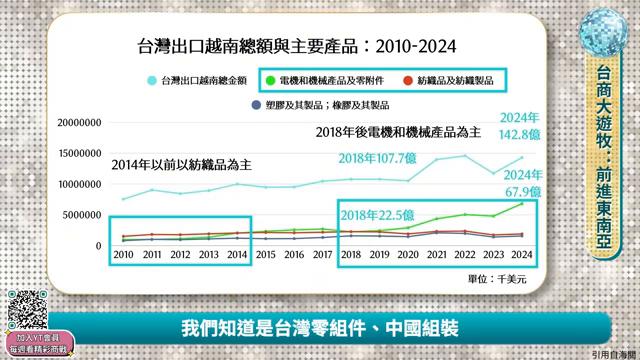 台灣出口越南總額與主要產品：2010-2024
台灣出口越南總金額 電機和機械產品及零附件 紡織品及紡織製品
塑膠及其製品；橡膠及其製品
20000000
15000000
10000000
5000000
0
2014年以前以紡織品為主
2018年後電機和機械產品為主
2018年107.7億
2018年22.5億
2024年
142.8億
2024年
67.9億
2010 2011 2012 2013 2014 2015 2016 2017 2018 2019 2020 2021 2022 2023 2024
單位：千美元
台商大遊牧：前進東南亞
我們知道是台灣零組件、中國組裝
加入YT會員
每週看精彩商戰
引用自海關